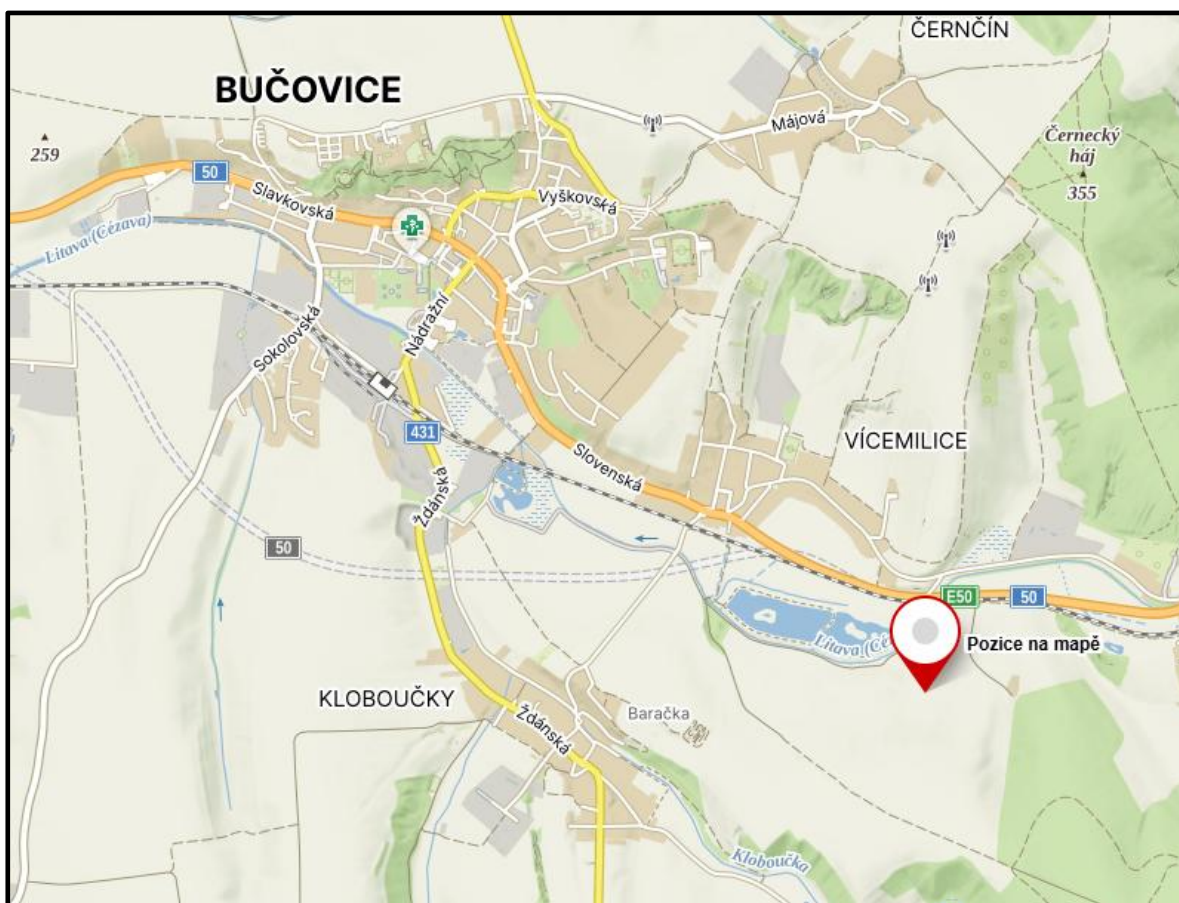 ČERNČÍN
BUČOVICE
Májová
259
Černecký
háj
355
50
Slavkovská
Vyškovská
Litava (Cézava)
Nádražní
Sokolovská
431
VÍCEMILICE
Slovenská
Ždánská
50
E50
50
Litava (Cé
Pozice na mapě
KLOBOUČKY
Baračka
Ždánská
Kloboučka